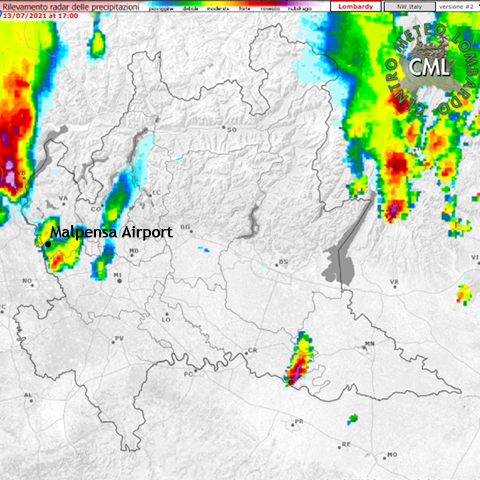 Rilevamento radar delle precipitazioni
pioviggine debole moderata forte rovescio nubifragio
Lombardy
NW Italy
versione #2
13/07/2021 at 17:00
CENTRO METEO LOMBARDO
CML
SO
VB
VA
CO
LC
Malpensa Airport
BG
MB
BS
MI
NO
VR
VI
LO
PV
CR
MN
PC
AL
PR
RE
MO